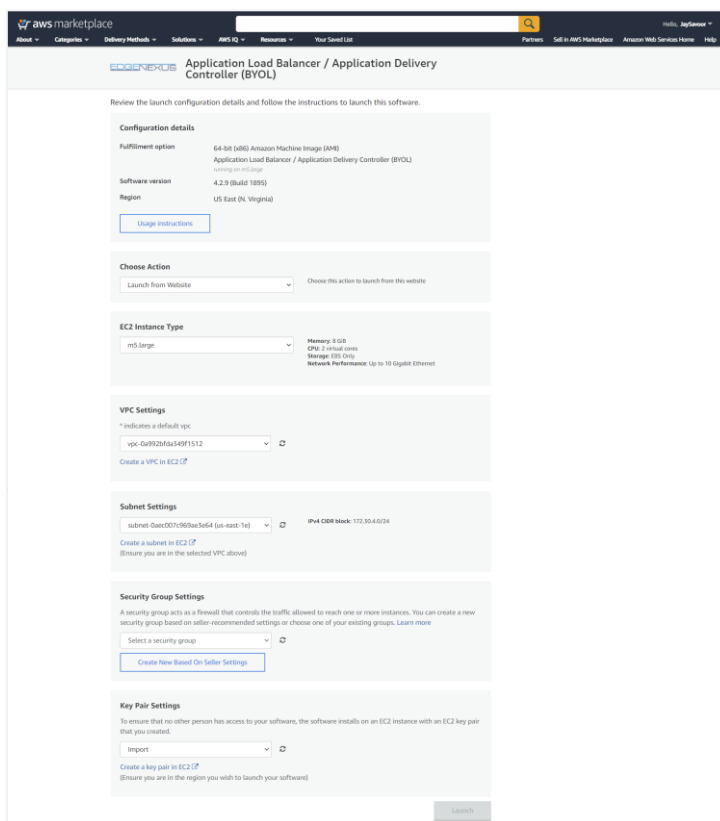 aws marketplace
Hello, JaySavoor
About
Categories
Delivery Methods
Solutions
AWS IQ
Resources
Your Saved List
Partners
Sell in AWS Marketplace
Amazon Web Services Home
Help
EDGENEXUS
Application Load Balancer / Application Delivery
Controller (BYOL)
Review the launch configuration details and follow the instructions to launch this software.
Configuration details
Fulfillment option
64-bit (x86) Amazon Machine Image (AMI)
Application Load Balancer / Application Delivery Controller (BYOL)
running on m5.large
Software version
4.2.9 (Build 1895)
Region
US East (N. Virginia)
Usage instructions
Choose Action
Launch from Website
Choose this action to launch from this website
EC2 Instance Type
m5.large
Memory: 8 GiB
CPU: 2 virtual cores
Storage: EBS Only
Network Performance: Up to 10 Gigabit Ethernet
VPC Settings
* indicates a default vpc
vpc-0a992bfda349f1512
Create a VPC in EC2
Subnet Settings
subnet-0aec007c969ae3e64 (us-east-1e)
IPv4 CIDR block: 172.30.4.0/24
Create a subnet in EC2
(Ensure you are in the selected VPC above)
Security Group Settings
A security group acts as a firewall that controls the traffic allowed to reach one or more instances. You can create a new
security group based on seller-recommended settings or choose one of your existing groups. Learn more
Select a security group
Create New Based On Seller Settings
Key Pair Settings
To ensure that no other person has access to your software, the software installs on an EC2 instance with an EC2 key pair
that you created.
Import
Create a key pair in EC2
(Ensure you are in the region you wish to launch your software)
Launch